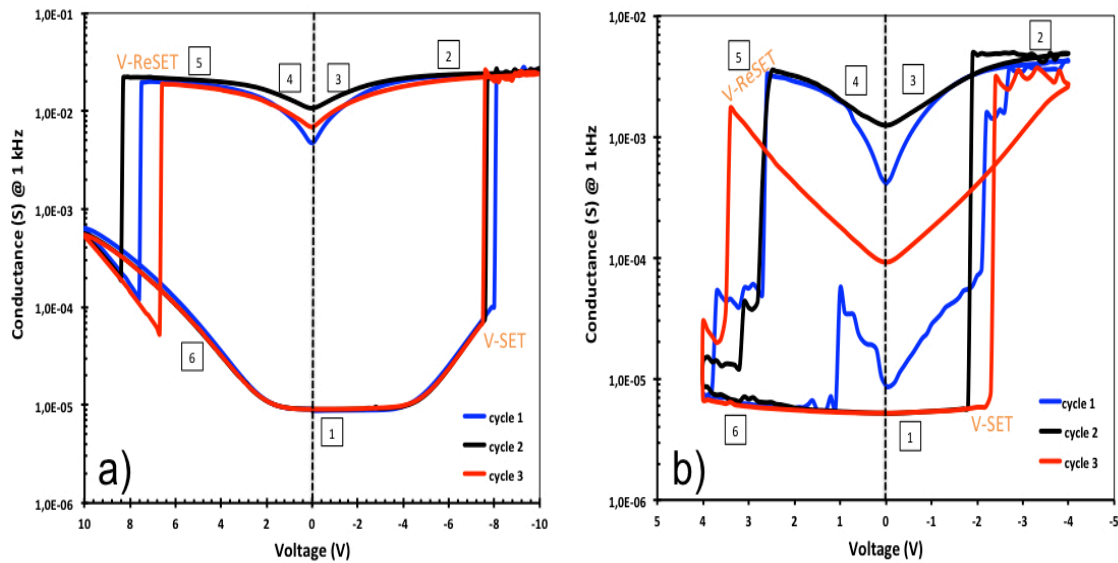 1,0E-01
1,0E-02
1,0E-03
1,0E-04
1,0E-05
1,0E-06
Conductance (S) @ 1 kHz
V-ReSET
5
4
3
2
6
1
V-SET
cycle 1
cycle 2
cycle 3
a)
10 8 6 4 2 0 -2 -4 -6 -8 -10
Voltage (V)
1,0E-02
1,0E-03
1,0E-04
1,0E-05
1,0E-06
Conductance (S) @ 1 kHz
5
V-ReSET
4
3
2
6
1
V-SET
cycle 1
cycle 2
cycle 3
b)
5 4 3 2 1 0 -1 -2 -3 -4 -5
Voltage (V)